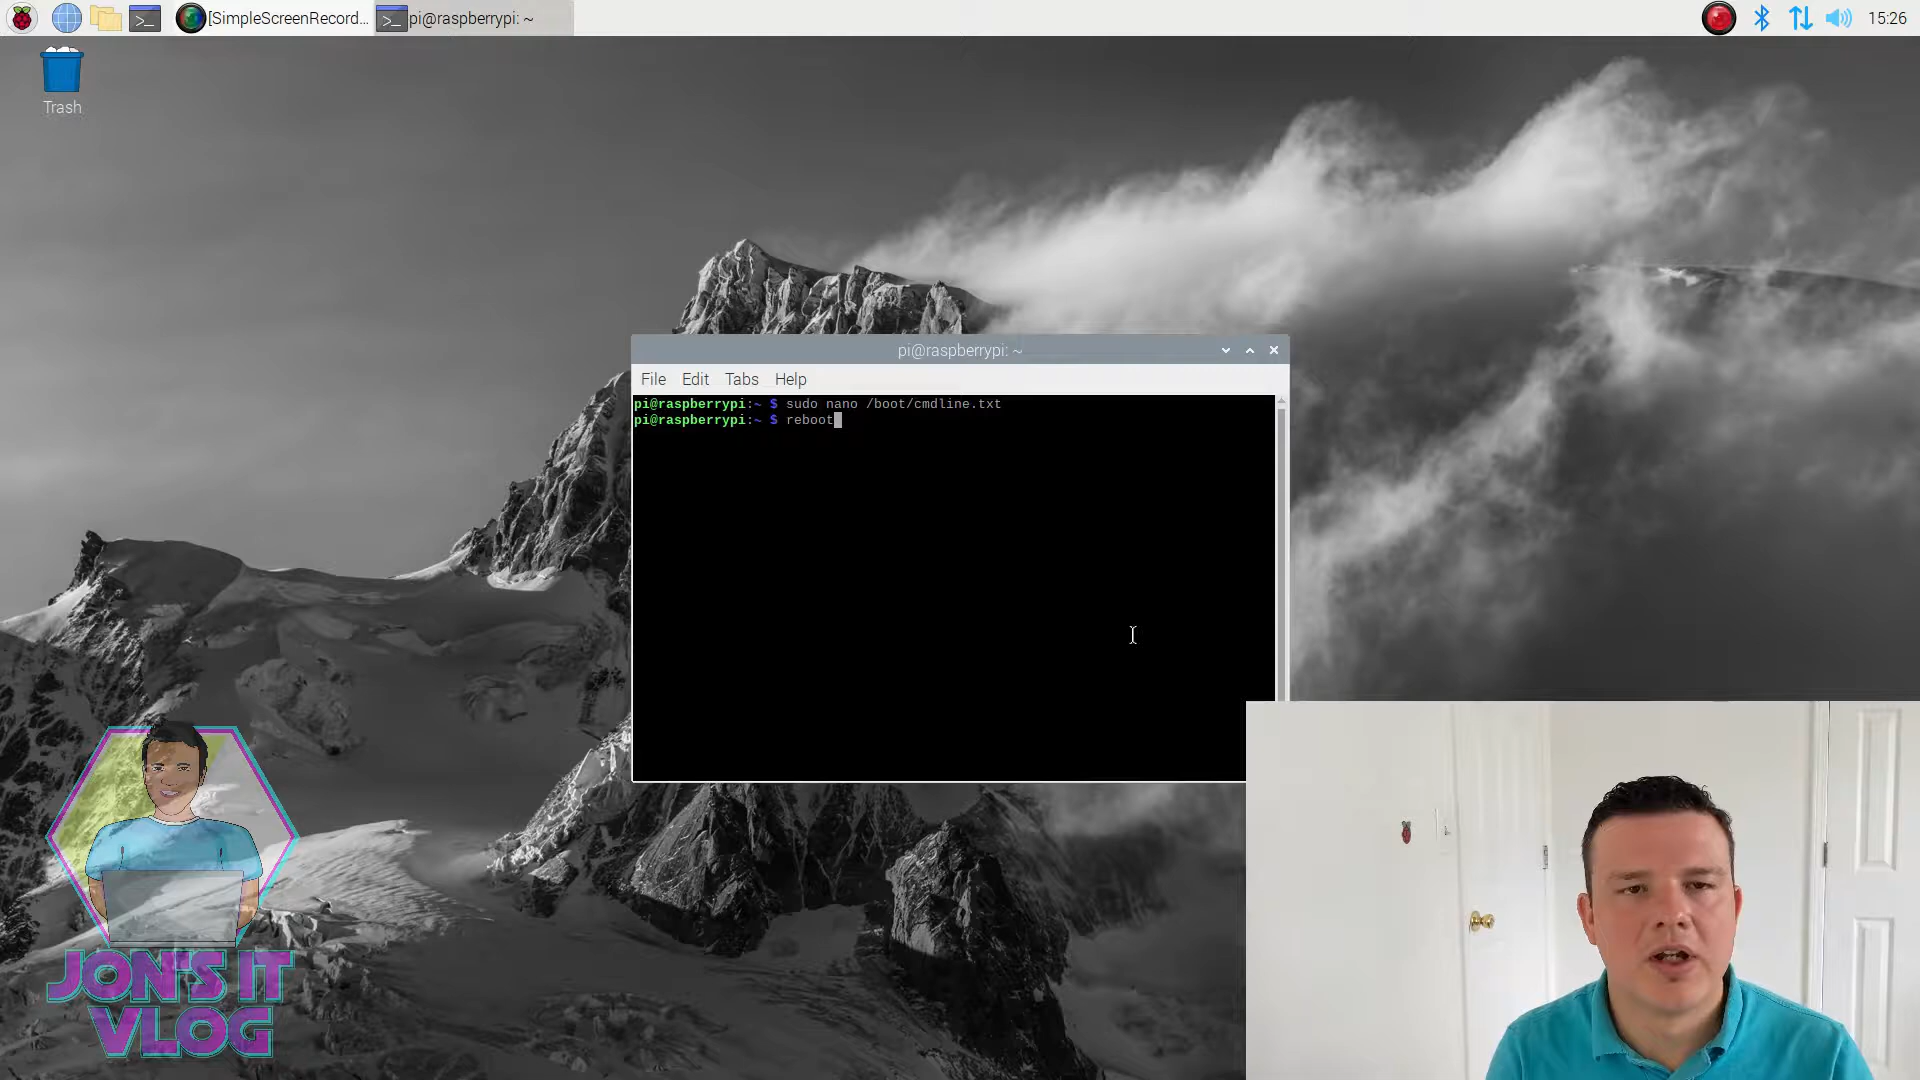 [SimpleScreenRecord...
pi@raspberrypi: ~
15:26
Trash
pi@raspberrypi: ~
File Edit Tabs Help
pi@raspberrypi:~ $ sudo nano /boot/cmdline.txt
pi@raspberrypi:~ $ reboot
JON'S IT
VLOG